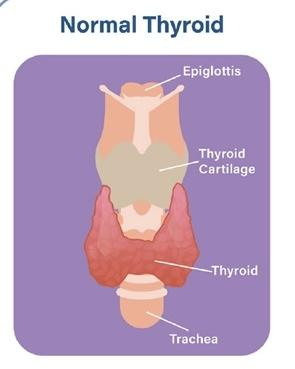 Normal Thyroid
Epiglottis
Thyroid
Cartilage
Thyroid
Trachea